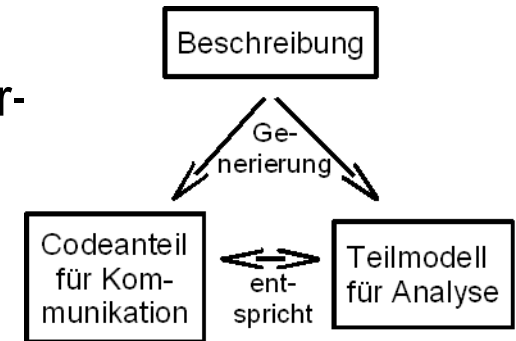 Beschreibung
r-
Ge-
nerierung
Codeanteil
für Kom-
munikation
ent-
spricht
Teilmodell
für Analyse